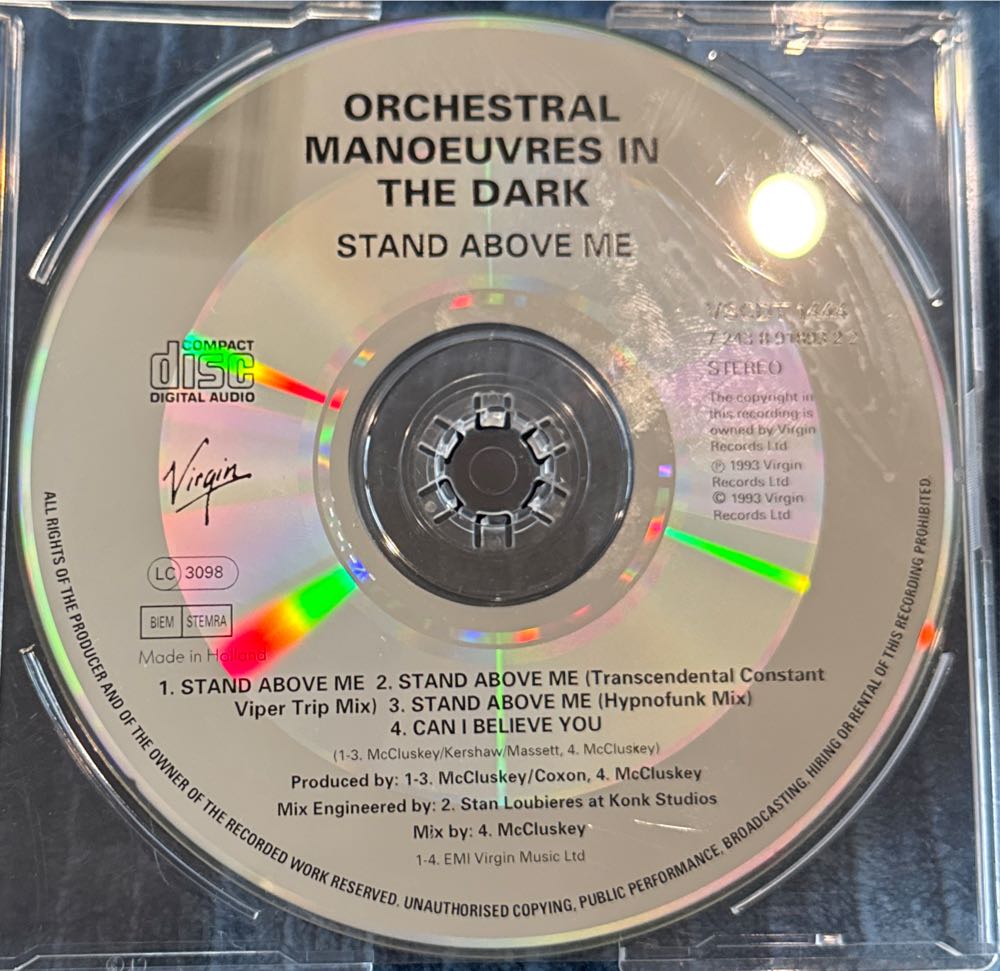 ORCHESTRAL
MANOEUVRES IN
THE DARK
STAND ABOVE ME
VSCDT 1444
STEREO
The copyright in
this recording is
owned by Virgin
Records Ltd
℗ 1993 Virgin
Records Ltd
© 1993 Virgin
Records Ltd
COMPACT
disc
DIGITAL AUDIO
Virgin
LC 3098
BIEM STEMRA
Made in Holland
1. STAND ABOVE ME 2. STAND ABOVE ME (Transcendental Constant
Viper Trip Mix) 3. STAND ABOVE ME (Hypnofunk Mix)
4. CAN I BELIEVE YOU
(1-3. McCluskey/Kershaw/Massett, 4. McCluskey)
Produced by: 1-3. McCluskey/Coxon, 4. McCluskey
Mix Engineered by: 2. Stan Loubieres at Konk Studios
Mix by: 4. McCluskey
1-4. EMI Virgin Music Ltd
ALL RIGHTS OF THE PRODUCER AND OF THE OWNER OF THE RECORDED WORK RESERVED. UNAUTHORISED COPYING, PUBLIC PERFORMANCE, BROADCASTING, HIRING OR RENTAL OF THIS RECORDING PROHIBITED.